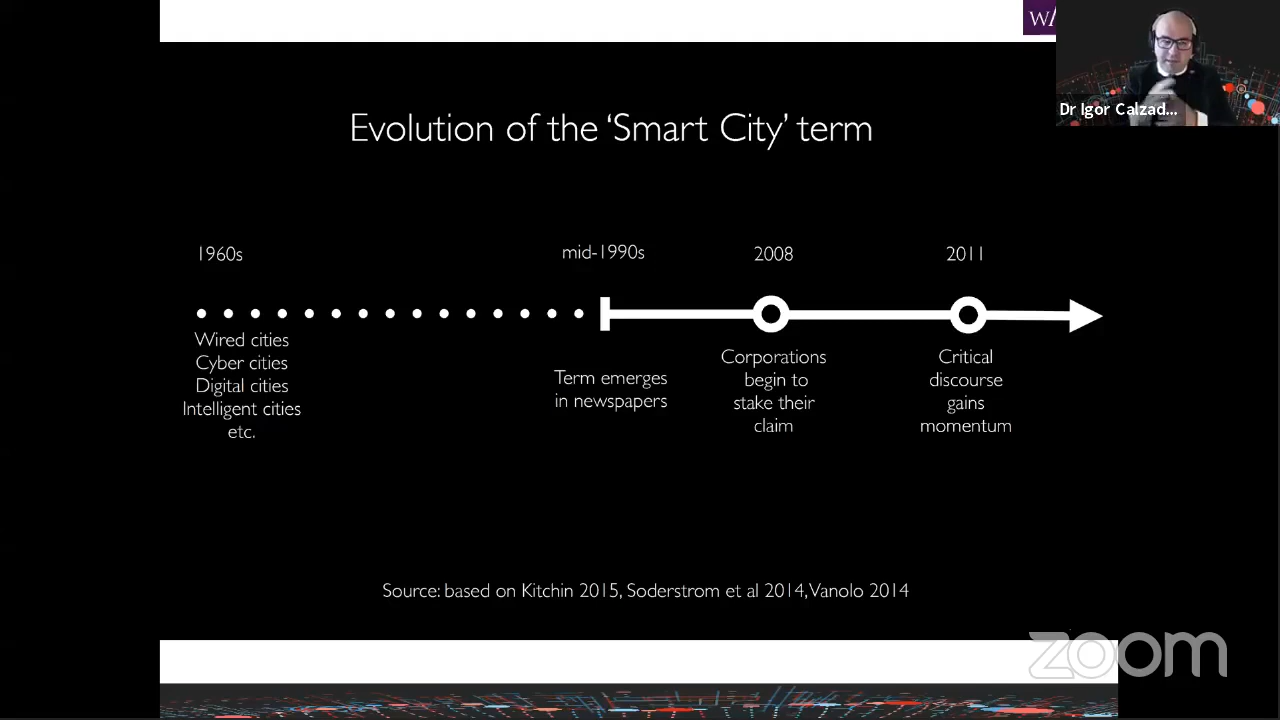 W
Dr Igor Calzad...
Evolution of the ‘Smart City’ term
1960s
mid-1990s
2008
2011
Wired cities
Cyber cities
Digital cities
Intelligent cities
etc.
Term emerges
in newspapers
Corporations
begin to
stake their
claim
Critical
discourse
gains
momentum
Source: based on Kitchin 2015, Soderstrom et al 2014, Vanolo 2014
zoom